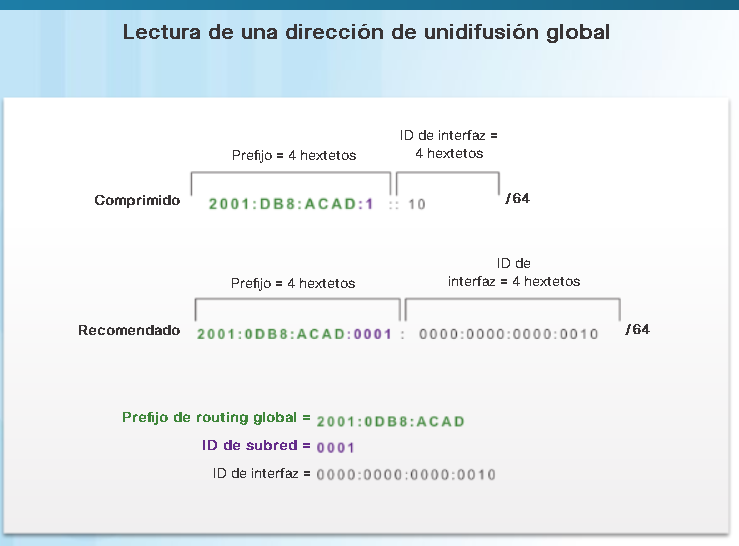 Lectura de una dirección de unidifusión global
ID de interfaz =
4 hextetos
Prefijo = 4 hextetos
Comprimido 2001:DB8:ACAD:1 :: 10 /64
ID de
interfaz = 4 hextetos
Prefijo = 4 hextetos
Recomendado 2001:0DB8:ACAD:0001 : 0000:0000:0000:0010 /64
Prefijo de routing global = 2001:0DB8:ACAD
ID de subred = 0001
ID de interfaz = 0000:0000:0000:0010